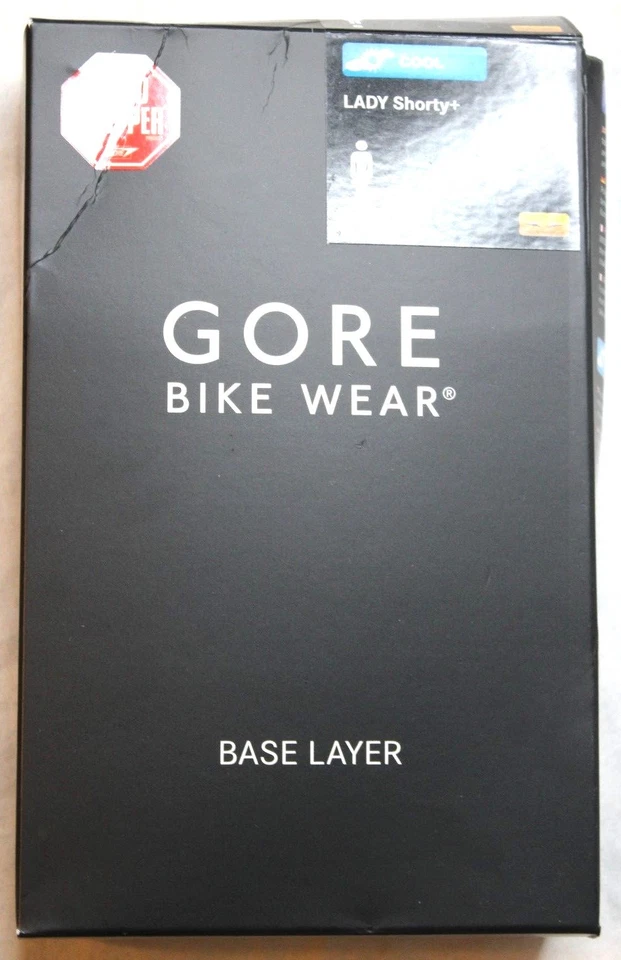 COOL
LADY Shorty+
GORE
BIKE WEAR®
BASE LAYER